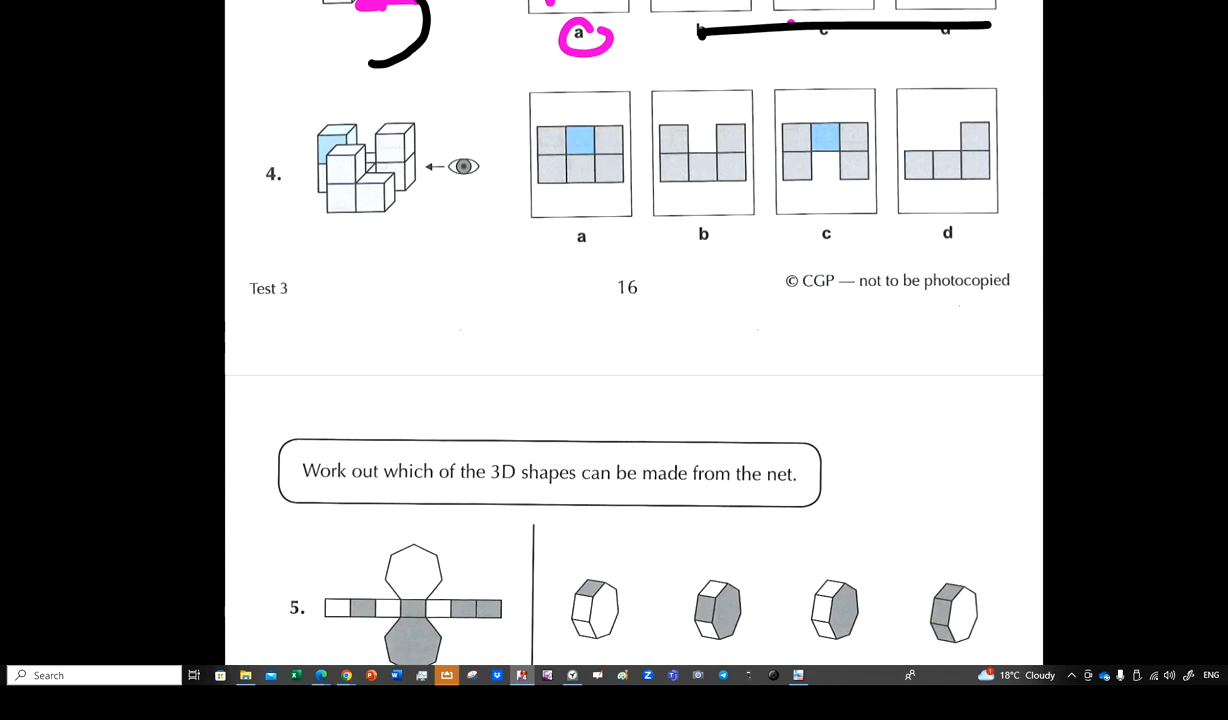 a
c
4.
a
b
c
d
Test 3
16
© CGP — not to be photocopied
Work out which of the 3D shapes can be made from the net.
5.
Search
18°C Cloudy
ENG